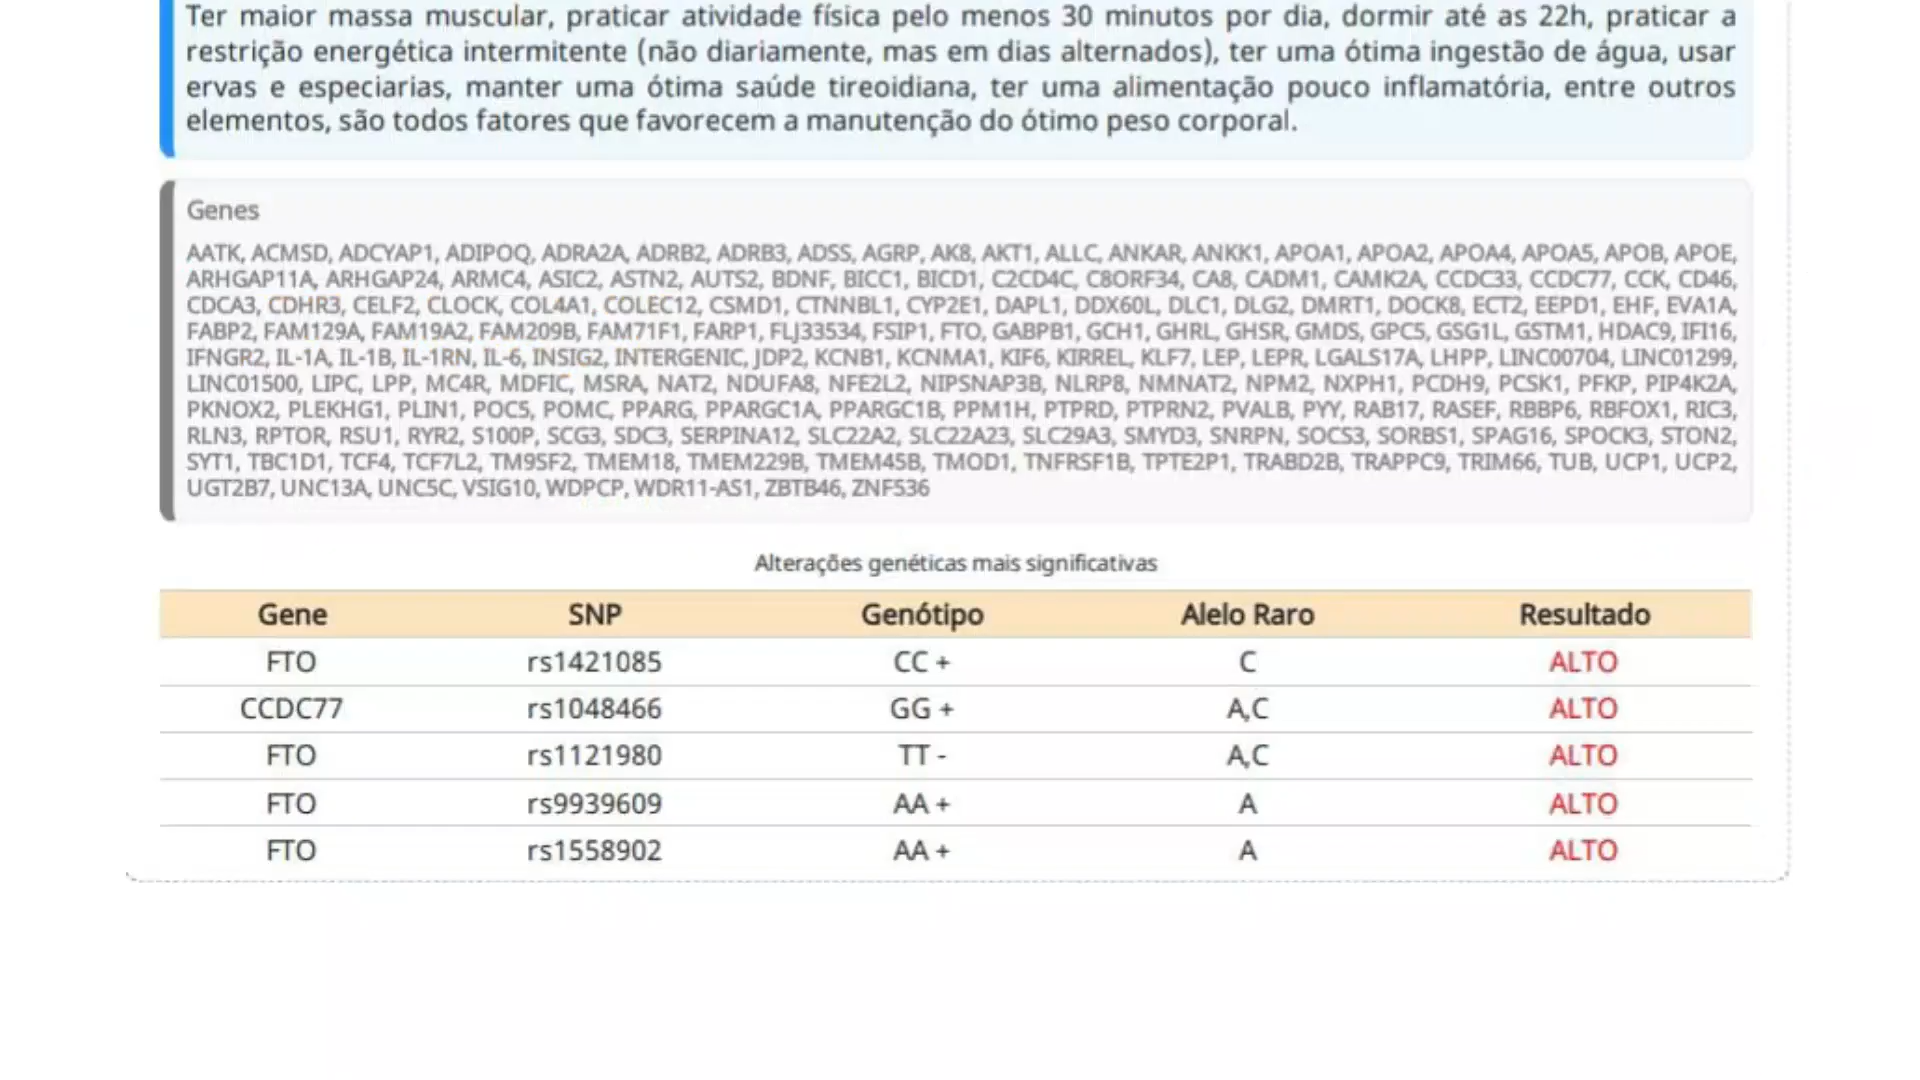 Ter maior massa muscular, praticar atividade física pelo menos 30 minutos por dia, dormir até as 22h, praticar a
restrição energética intermitente (não diariamente, mas em dias alternados), ter uma ótima ingestão de água, usar
ervas e especiarias, manter uma ótima saúde tireoidiana, ter uma alimentação pouco inflamatória, entre outros
elementos, são todos fatores que favorecem a manutenção do ótimo peso corporal.
Genes
AATK, ACMSD, ADCYAP1, ADIPOQ, ADRA2A, ADRB2, ADRB3, ADSS, AGRP, AK8, AKT1, ALLC, ANKAR, ANKK1, APOA1, APOA2, APOA4, APOA5, APOB, APOE,
ARHGAP11A, ARHGAP24, ARMC4, ASIC2, ASTN2, AUTS2, BDNF, BICC1, BICD1, C2CD4C, C8ORF34, CA8, CADM1, CAMK2A, CCDC33, CCDC77, CCK, CD46,
CDCA3, CDHR3, CELF2, CLOCK, COL4A1, COLEC12, CSMD1, CTNNBL1, CYP2E1, DAPL1, DDX60L, DLC1, DLG2, DMRT1, DOCK8, ECT2, EEPD1, EHF, EVA1A,
FABP2, FAM129A, FAM19A2, FAM209B, FAM71F1, FARP1, FLJ33534, FSIP1, FTO, GABPB1, GCH1, GHRL, GHSR, GMDS, GPC5, GSG1L, GSTM1, HDAC9, IFI16,
IFNGR2, IL-1A, IL-1B, IL-1RN, IL-6, INSIG2, INTERGENIC, JDP2, KCNB1, KCNMA1, KIF6, KIRREL, KLF7, LEP, LEPR, LGALS17A, LHPP, LINC00704, LINC01299,
LINC01500, LIPC, LPP, MC4R, MDFIC, MSRA, NAT2, NDUFA8, NFE2L2, NIPSNAP3B, NLRP8, NMNAT2, NPM2, NXPH1, PCDH9, PCSK1, PFKP, PIP4K2A,
PKNOX2, PLEKHG1, PLIN1, POC5, POMC, PPARG, PPARGC1A, PPARGC1B, PPM1H, PTPRD, PTPRN2, PVALB, PYY, RAB17, RASEF, RBBP6, RBFOX1, RIC3,
RLN3, RPTOR, RSU1, RYR2, S100P, SCG3, SDC3, SERPINA12, SLC22A2, SLC22A23, SLC29A3, SMYD3, SNRPN, SOCS3, SORBS1, SPAG16, SPOCK3, STON2,
SYT1, TBC1D1, TCF4, TCF7L2, TM9SF2, TMEM18, TMEM229B, TMEM45B, TMOD1, TNFRSF1B, TPTE2P1, TRABD2B, TRAPPC9, TRIM66, TUB, UCP1, UCP2,
UGT2B7, UNC13A, UNC5C, VSIG10, WDPCP, WDR11-AS1, ZBTB46, ZNF536
Alterações genéticas mais significativas
Gene SNP Genótipo Alelo Raro Resultado
FTO rs1421085 CC + C ALTO
CCDC77 rs1048466 GG + A,C ALTO
FTO rs1121980 TT - A,C ALTO
FTO rs9939609 AA + A ALTO
FTO rs1558902 AA + A ALTO